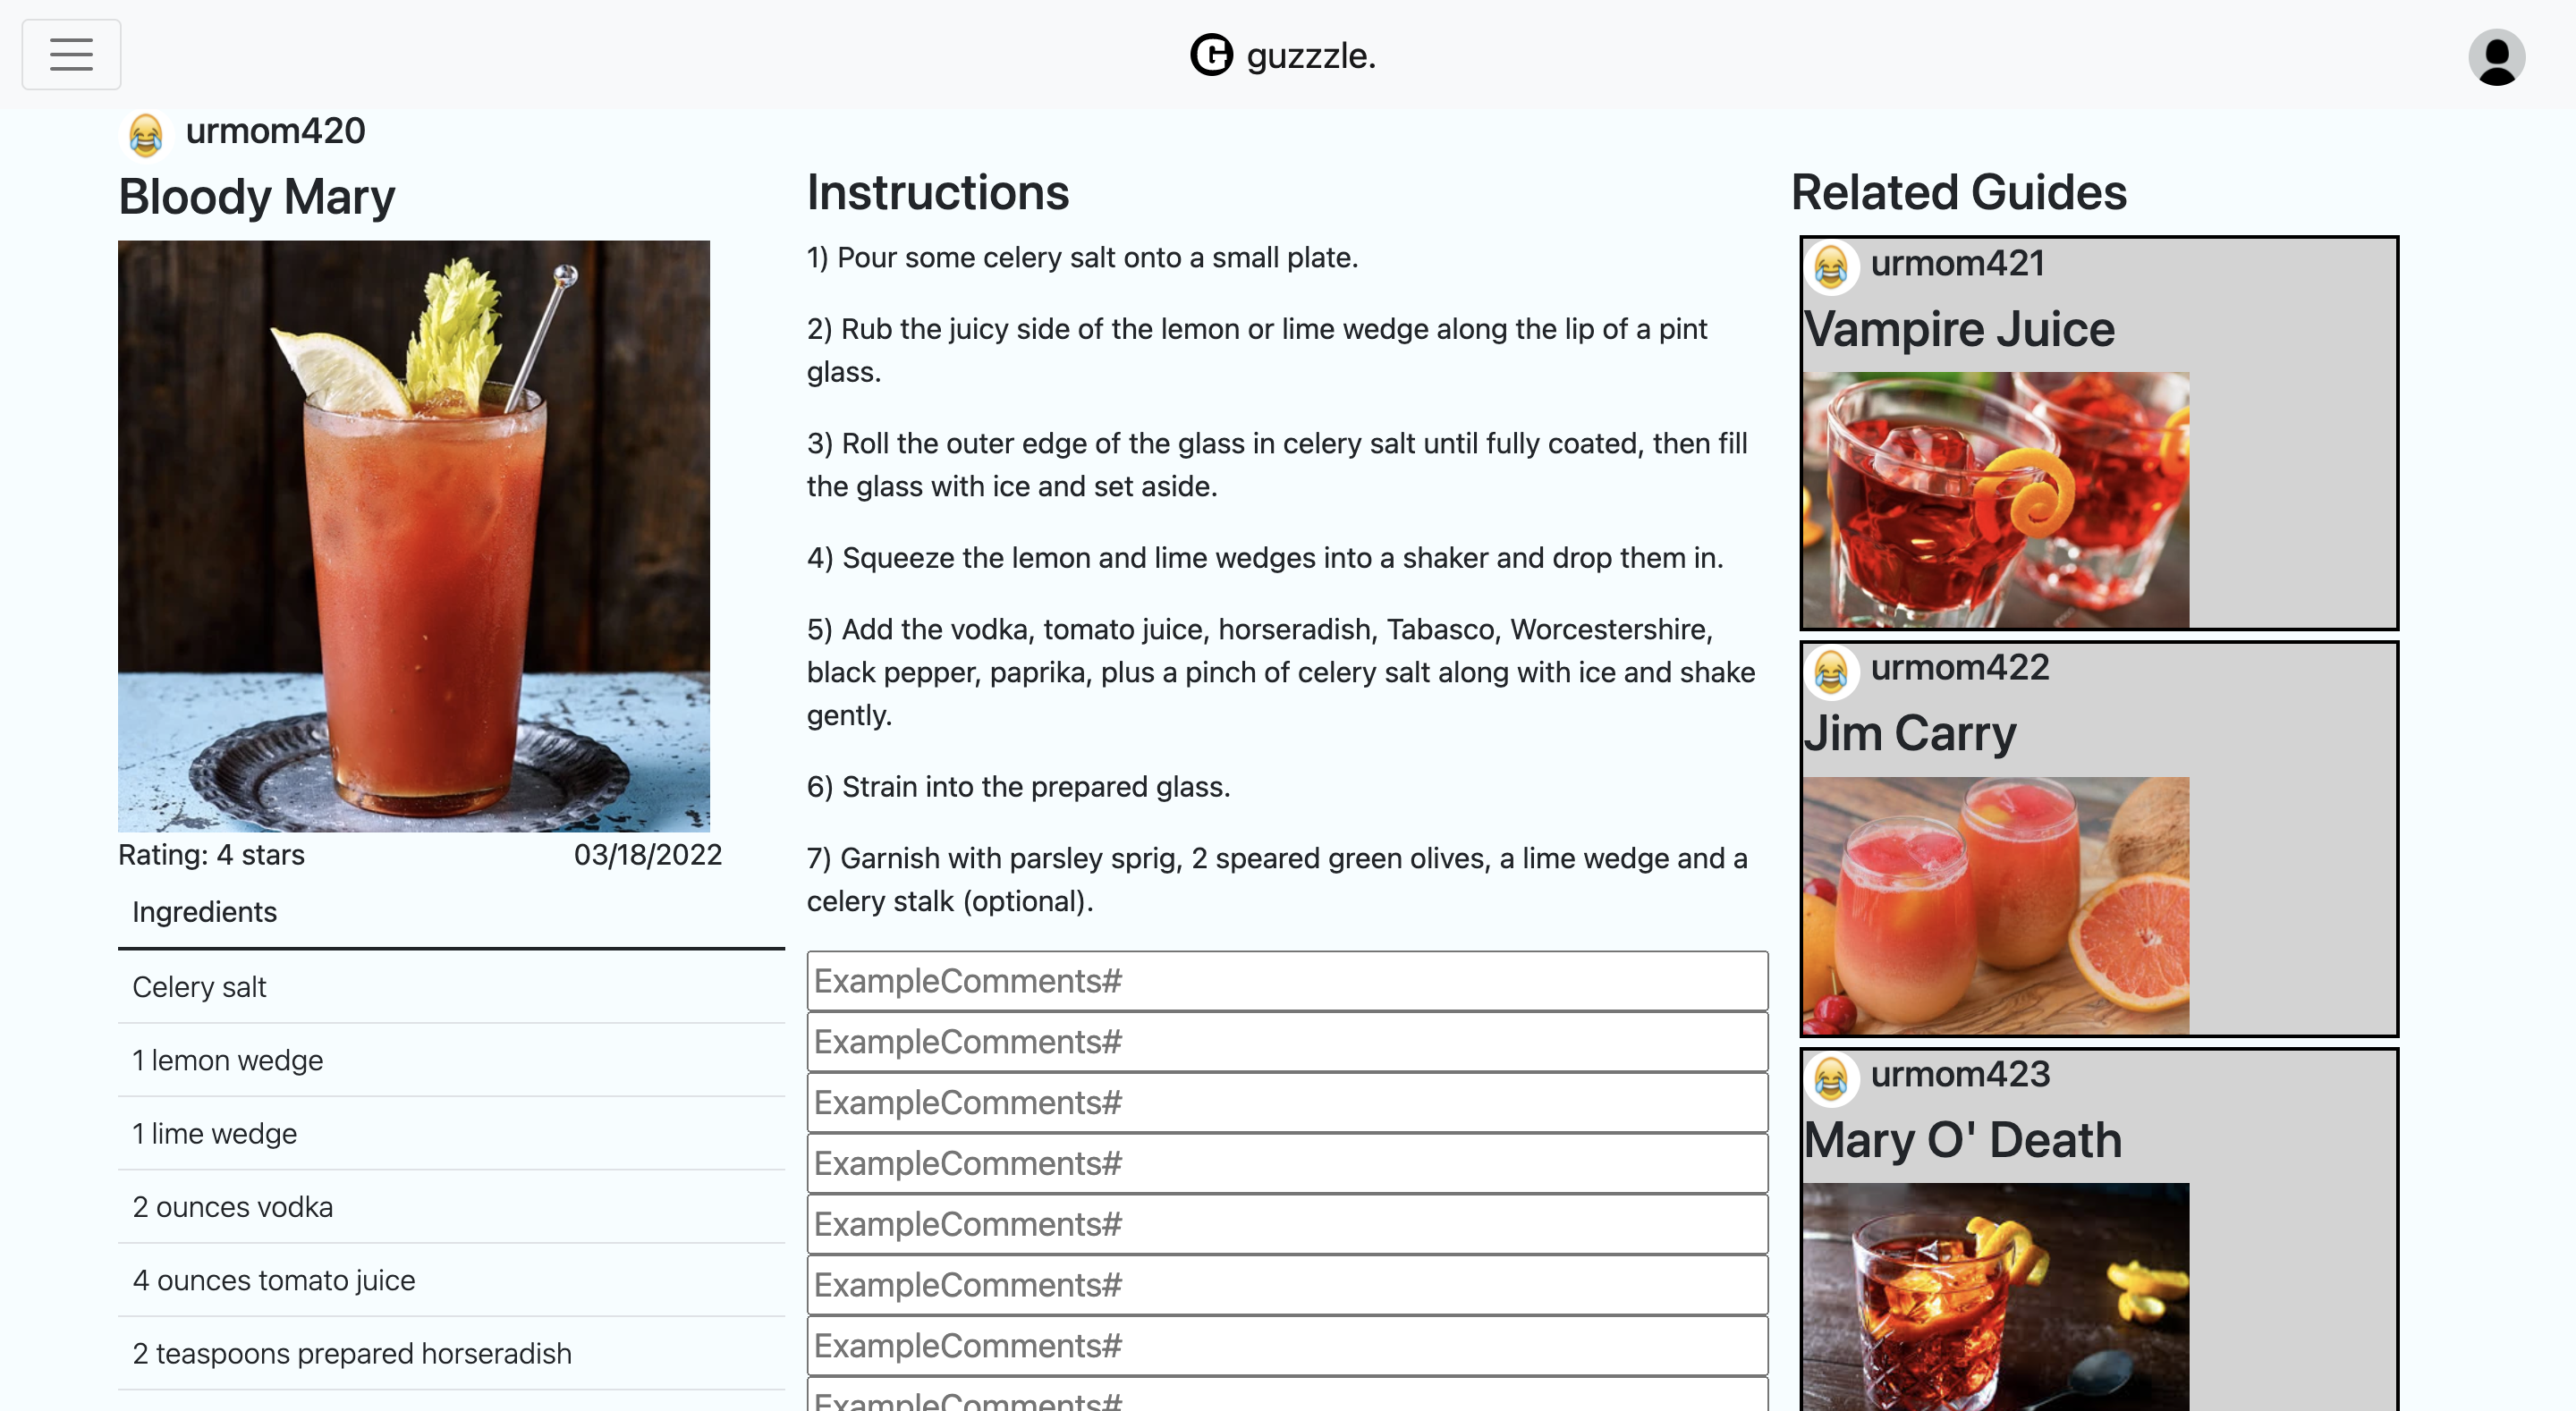 guzzzle.
urmom420
Bloody Mary
Rating: 4 stars 03/18/2022
Ingredients
Celery salt
1 lemon wedge
1 lime wedge
2 ounces vodka
4 ounces tomato juice
2 teaspoons prepared horseradish
Instructions
1) Pour some celery salt onto a small plate.
2) Rub the juicy side of the lemon or lime wedge along the lip of a pint
glass.
3) Roll the outer edge of the glass in celery salt until fully coated, then fill
the glass with ice and set aside.
4) Squeeze the lemon and lime wedges into a shaker and drop them in.
5) Add the vodka, tomato juice, horseradish, Tabasco, Worcestershire,
black pepper, paprika, plus a pinch of celery salt along with ice and shake
gently.
6) Strain into the prepared glass.
7) Garnish with parsley sprig, 2 speared green olives, a lime wedge and a
celery stalk (optional).
ExampleComments#
ExampleComments#
ExampleComments#
ExampleComments#
ExampleComments#
ExampleComments#
ExampleComments#
ExampleComments#
Related Guides
urmom421
Vampire Juice
urmom422
Jim Carry
urmom423
Mary O' Death